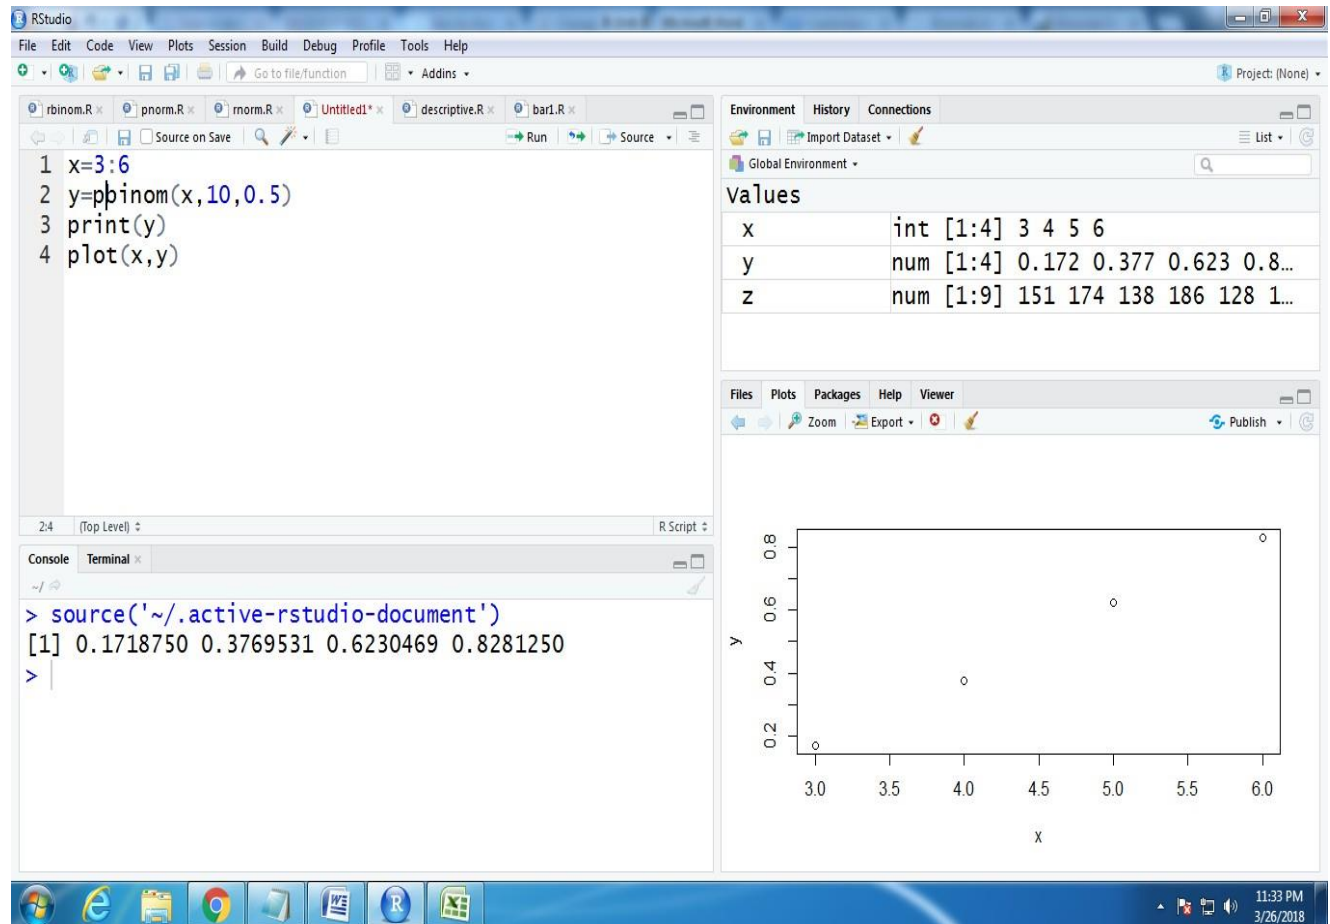 RStudio
File Edit Code View Plots Session Build Debug Profile Tools Help
Go to file/function Addins Project: (None)
rbinom.R pnorm.R rnorm.R Untitled1* descriptive.R bar1.R
Source on Save Run Source
1 x=3:6
2 y=pbinom(x,10,0.5)
3 print(y)
4 plot(x,y)
2:4 (Top Level) R Script
Console Terminal
~/
> source('~/.active-rstudio-document')
[1] 0.1718750 0.3769531 0.6230469 0.8281250
>
Environment History Connections
Import Dataset List
Global Environment
Values
x int [1:4] 3 4 5 6
y num [1:4] 0.172 0.377 0.623 0.8...
z num [1:9] 151 174 138 186 128 1...
Files Plots Packages Help Viewer
Zoom Export Publish
0.8
0.6
0.4
0.2
y
3.0 3.5 4.0 4.5 5.0 5.5 6.0
x
11:33 PM
3/26/2018